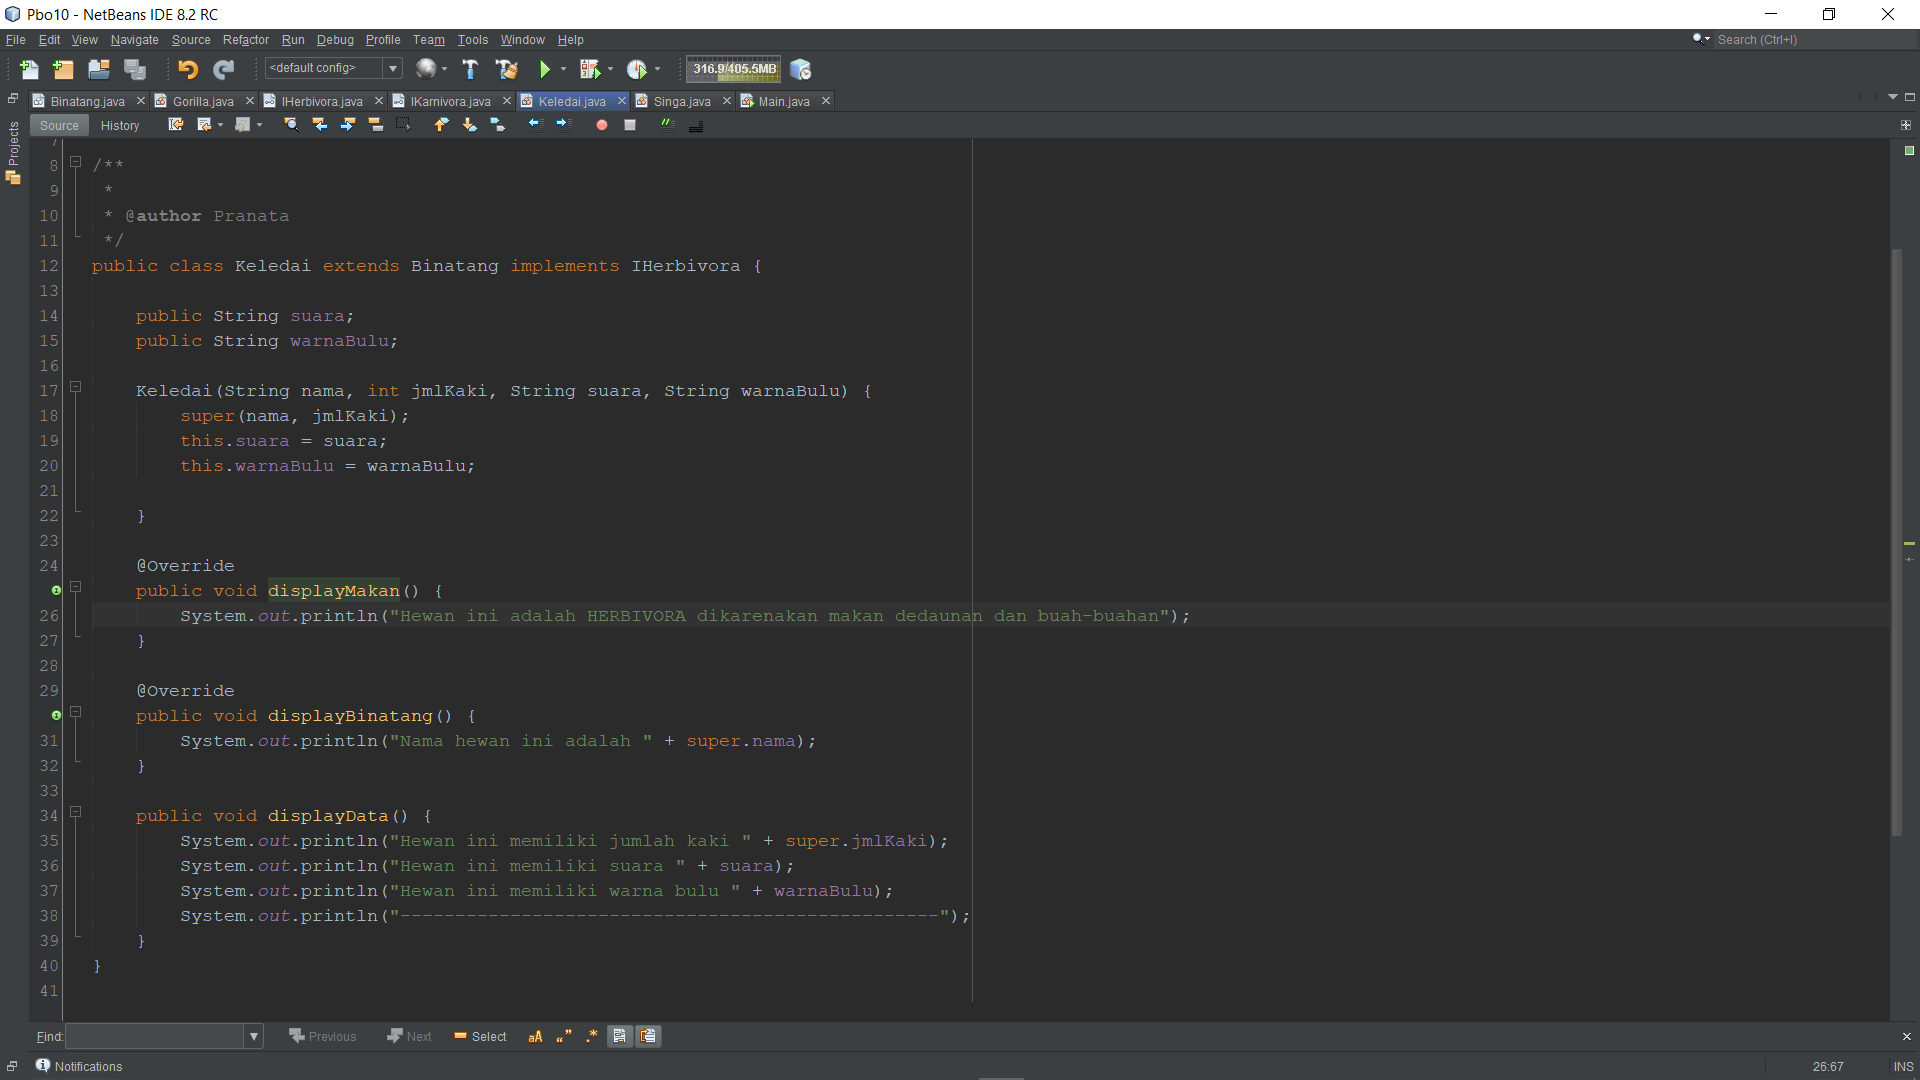 Pbo10 - NetBeans IDE 8.2 RC
File Edit View Navigate Source Refactor Run Debug Profile Team Tools Window Help
Search (Ctrl+I)
<default config>
316.9/405.5MB
Binatang.java Gorilla.java IHerbivora.java IKarnivora.java Keledai.java Singa.java Main.java
Source History
Projects
7
8 /**
9 *
10 * @author Pranata
11 */
12 public class Keledai extends Binatang implements IHerbivora {
13
14 public String suara;
15 public String warnaBulu;
16
17 Keledai(String nama, int jmlKaki, String suara, String warnaBulu) {
18 super(nama, jmlKaki);
19 this.suara = suara;
20 this.warnaBulu = warnaBulu;
21
22 }
23
24 @Override
public void displayMakan() {
26 System.out.println("Hewan ini adalah HERBIVORA dikarenakan makan dedaunan dan buah-buahan");
27 }
28
29 @Override
public void displayBinatang() {
31 System.out.println("Nama hewan ini adalah " + super.nama);
32 }
33
34 public void displayData() {
35 System.out.println("Hewan ini memiliki jumlah kaki " + super.jmlKaki);
36 System.out.println("Hewan ini memiliki suara " + suara);
37 System.out.println("Hewan ini memiliki warna bulu " + warnaBulu);
38 System.out.println("-------------------------------------------------");
39 }
40 }
41
Find: Previous Next Select aA
Notifications
26:67 INS